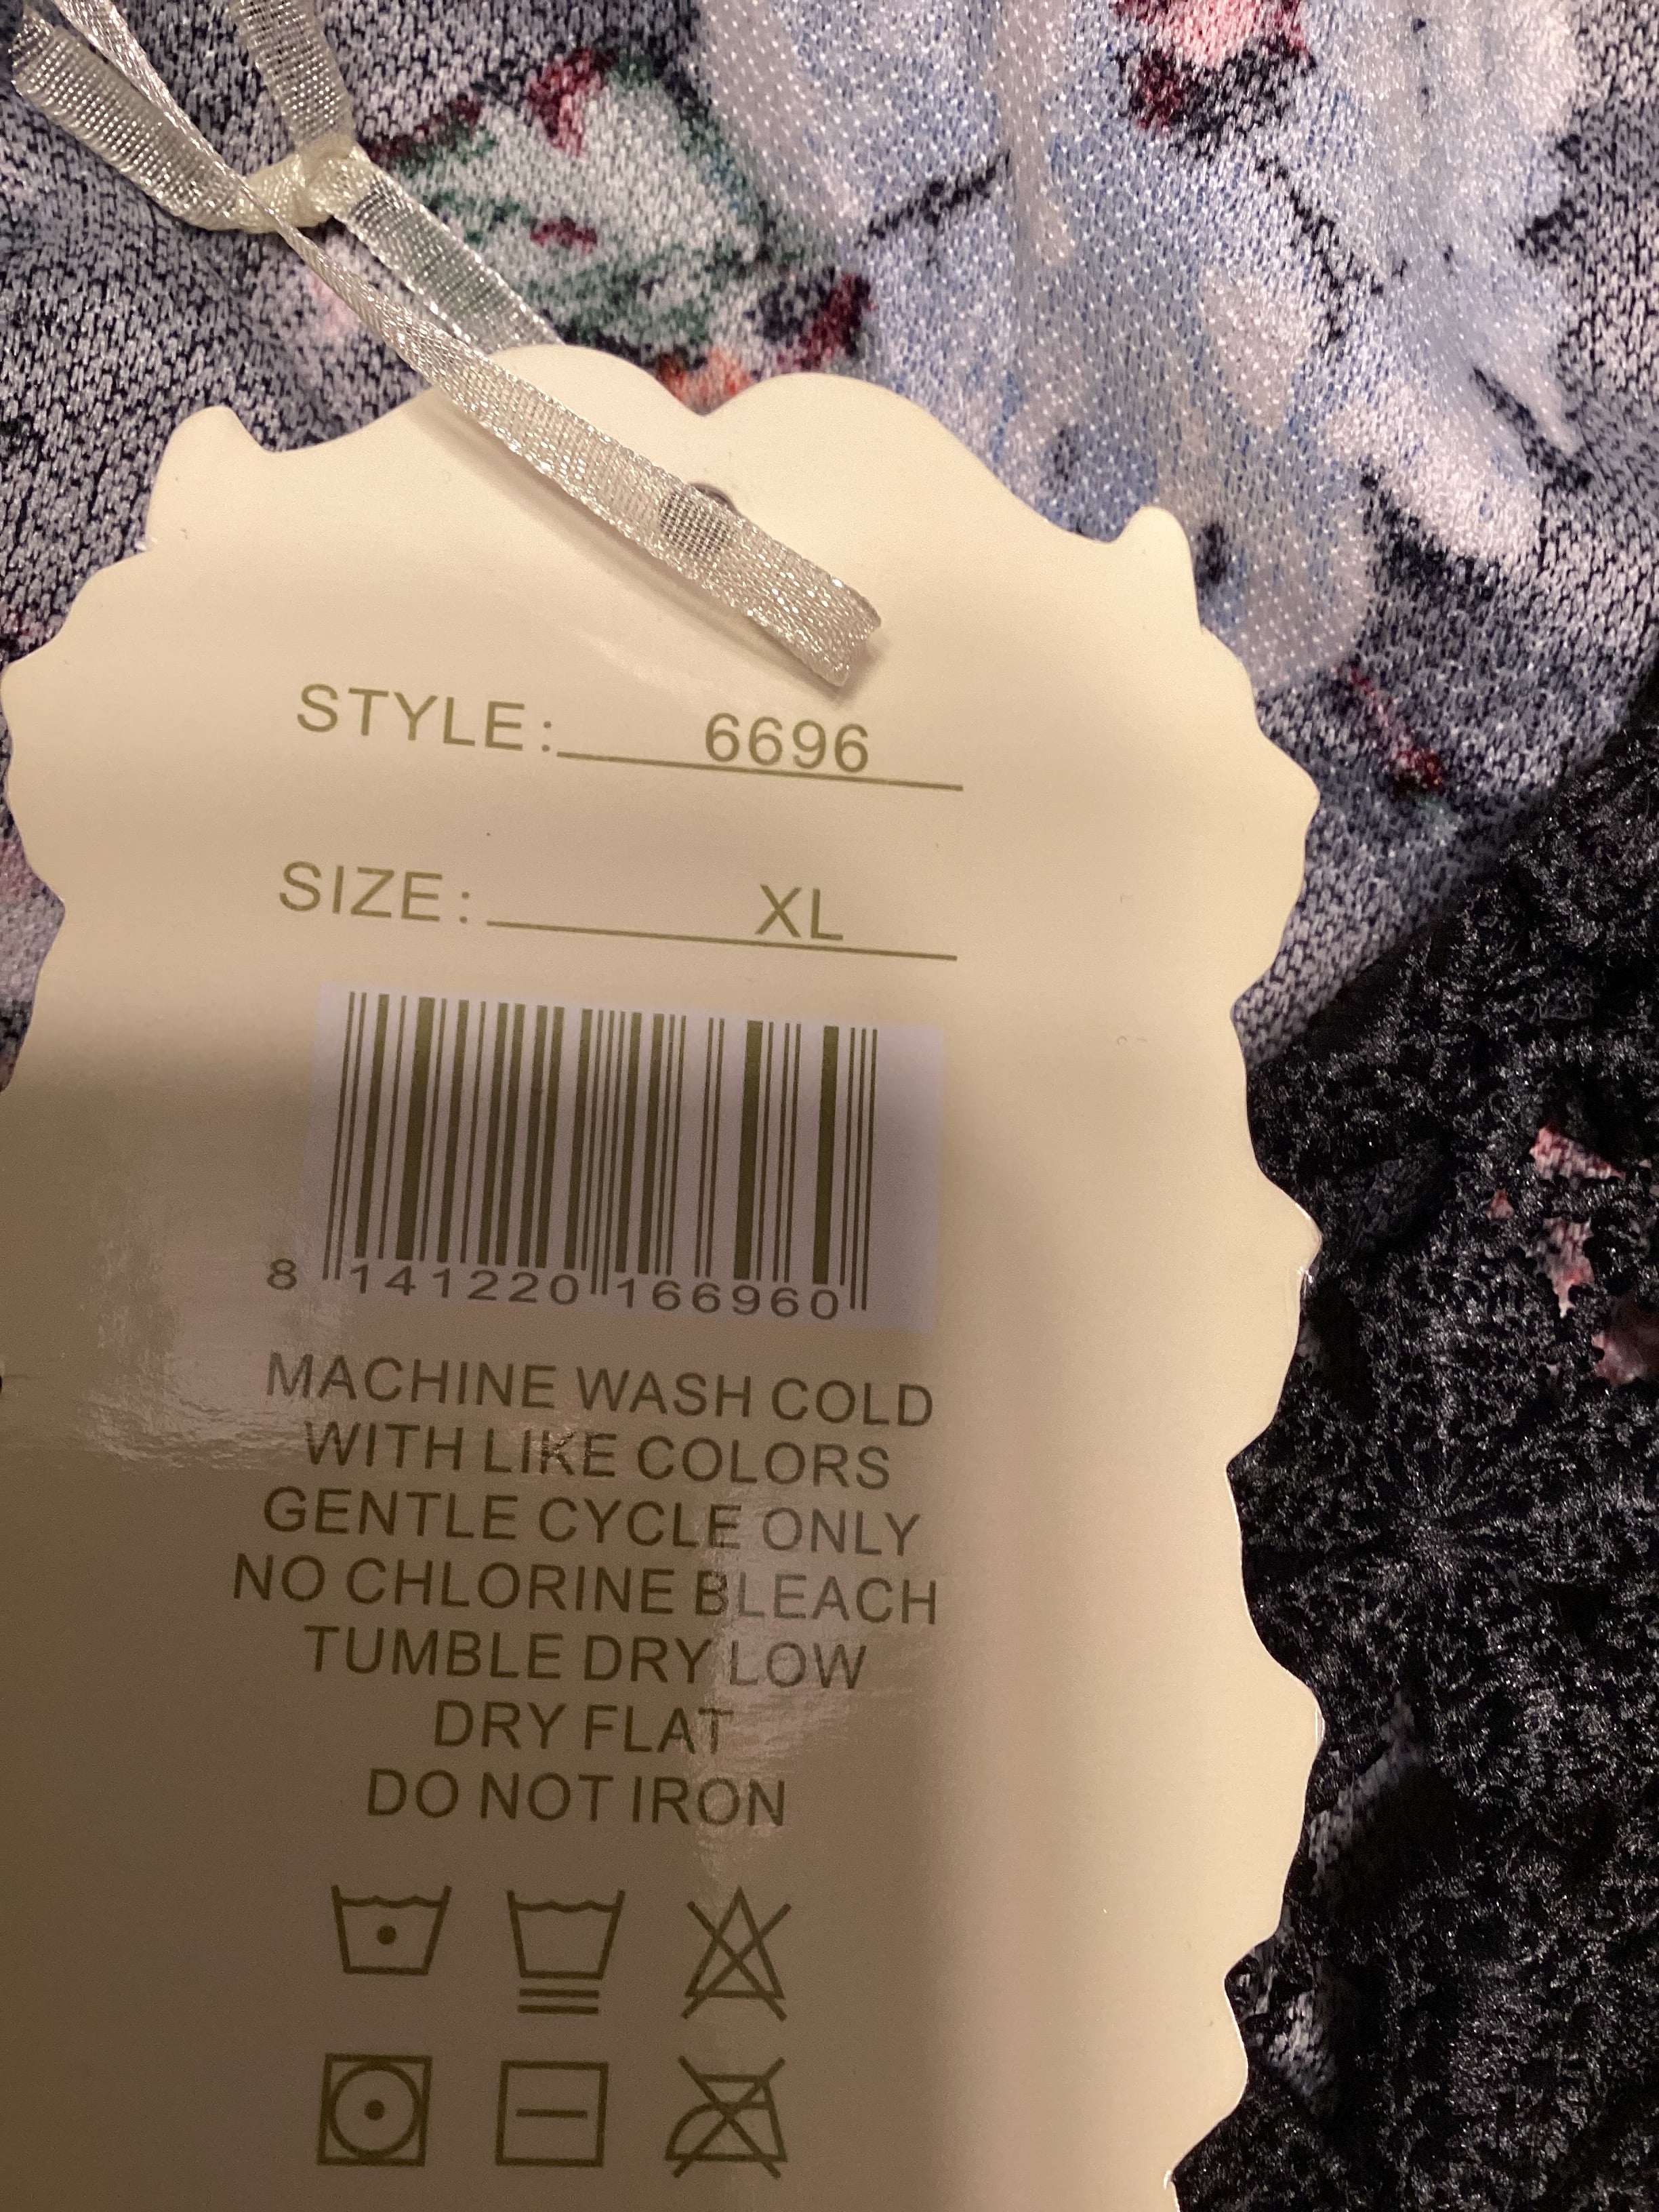 STYLE: 6696
SIZE: XL
8 141220 166960
MACHINE WASH COLD
WITH LIKE COLORS
GENTLE CYCLE ONLY
NO CHLORINE BLEACH
TUMBLE DRY LOW
DRY FLAT
DO NOT IRON